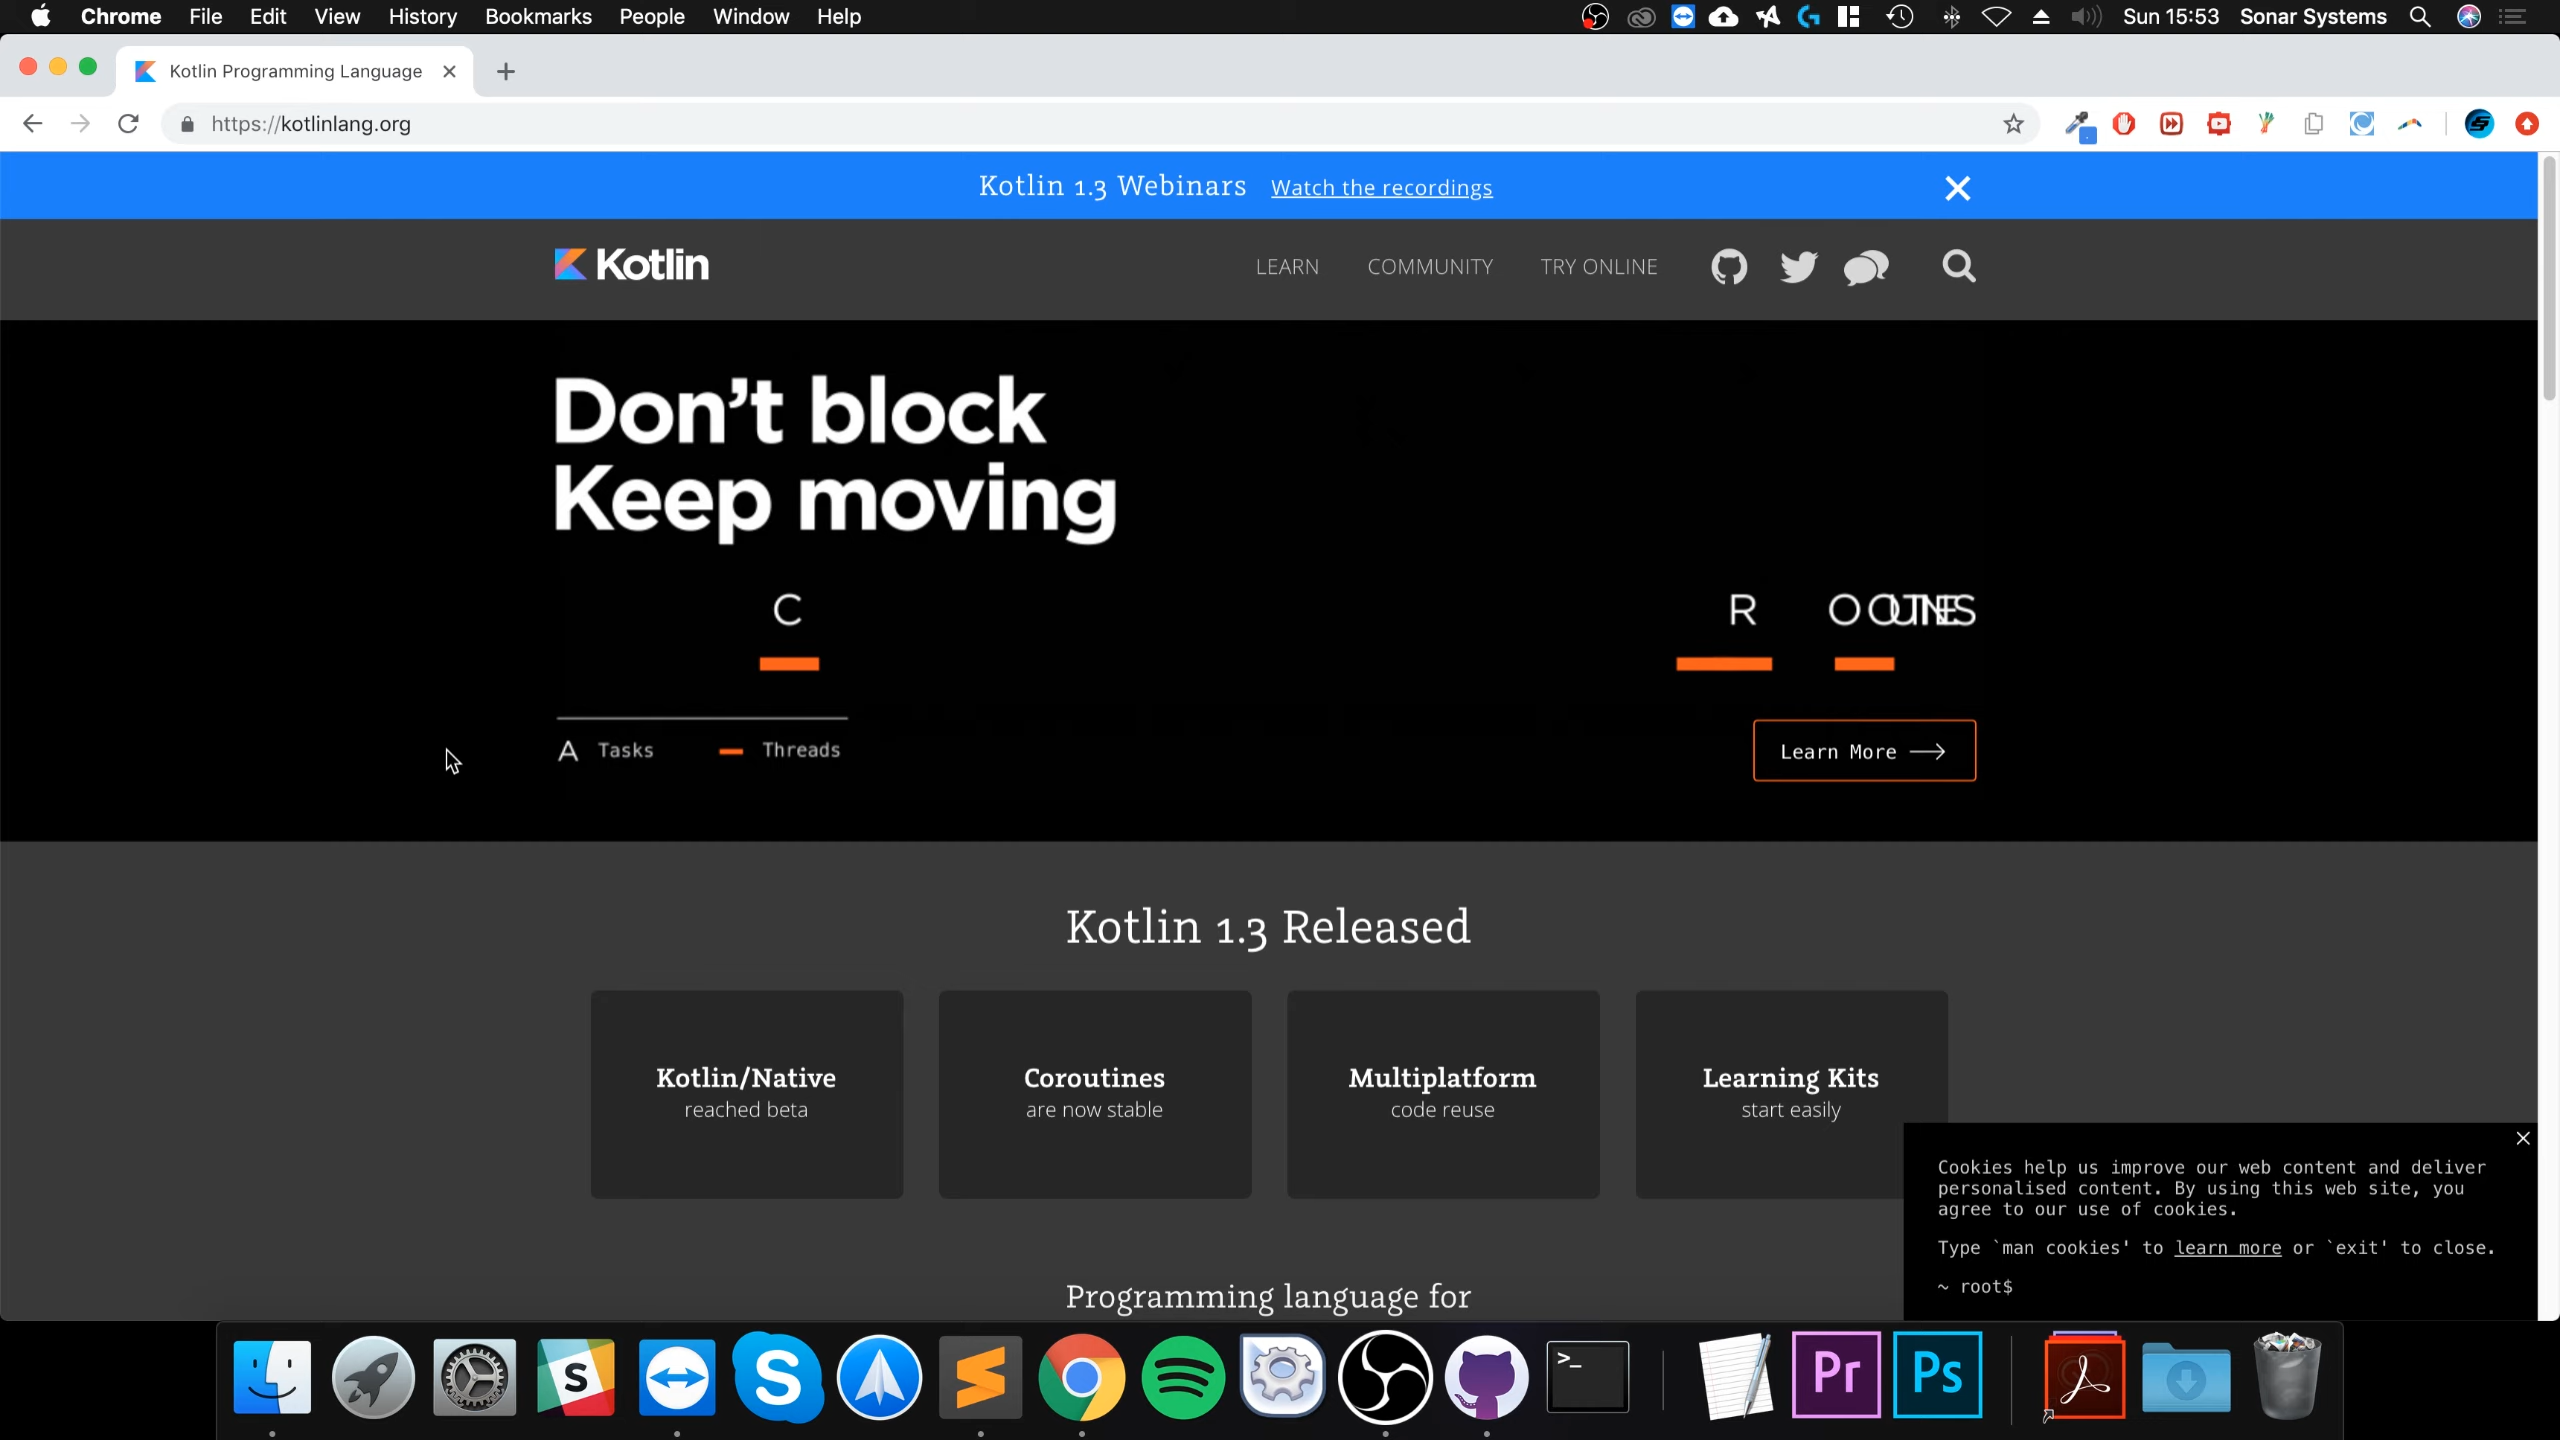 Chrome File Edit View History Bookmarks People Window Help Sun 15:53 Sonar Systems
Kotlin Programming Language
https://kotlinlang.org
Kotlin 1.3 Webinars Watch the recordings
Kotlin LEARN COMMUNITY TRY ONLINE
Don't block
Keep moving
C R O OUTINES
A Tasks Threads Learn More
Kotlin 1.3 Released
Kotlin/Native
reached beta
Coroutines
are now stable
Multiplatform
code reuse
Learning Kits
start easily
Cookies help us improve our web content and deliver
personalised content. By using this web site, you
agree to our use of cookies.
Type `man cookies' to learn more or `exit' to close.
~ root$
Programming language for
S S >_ Pr Ps